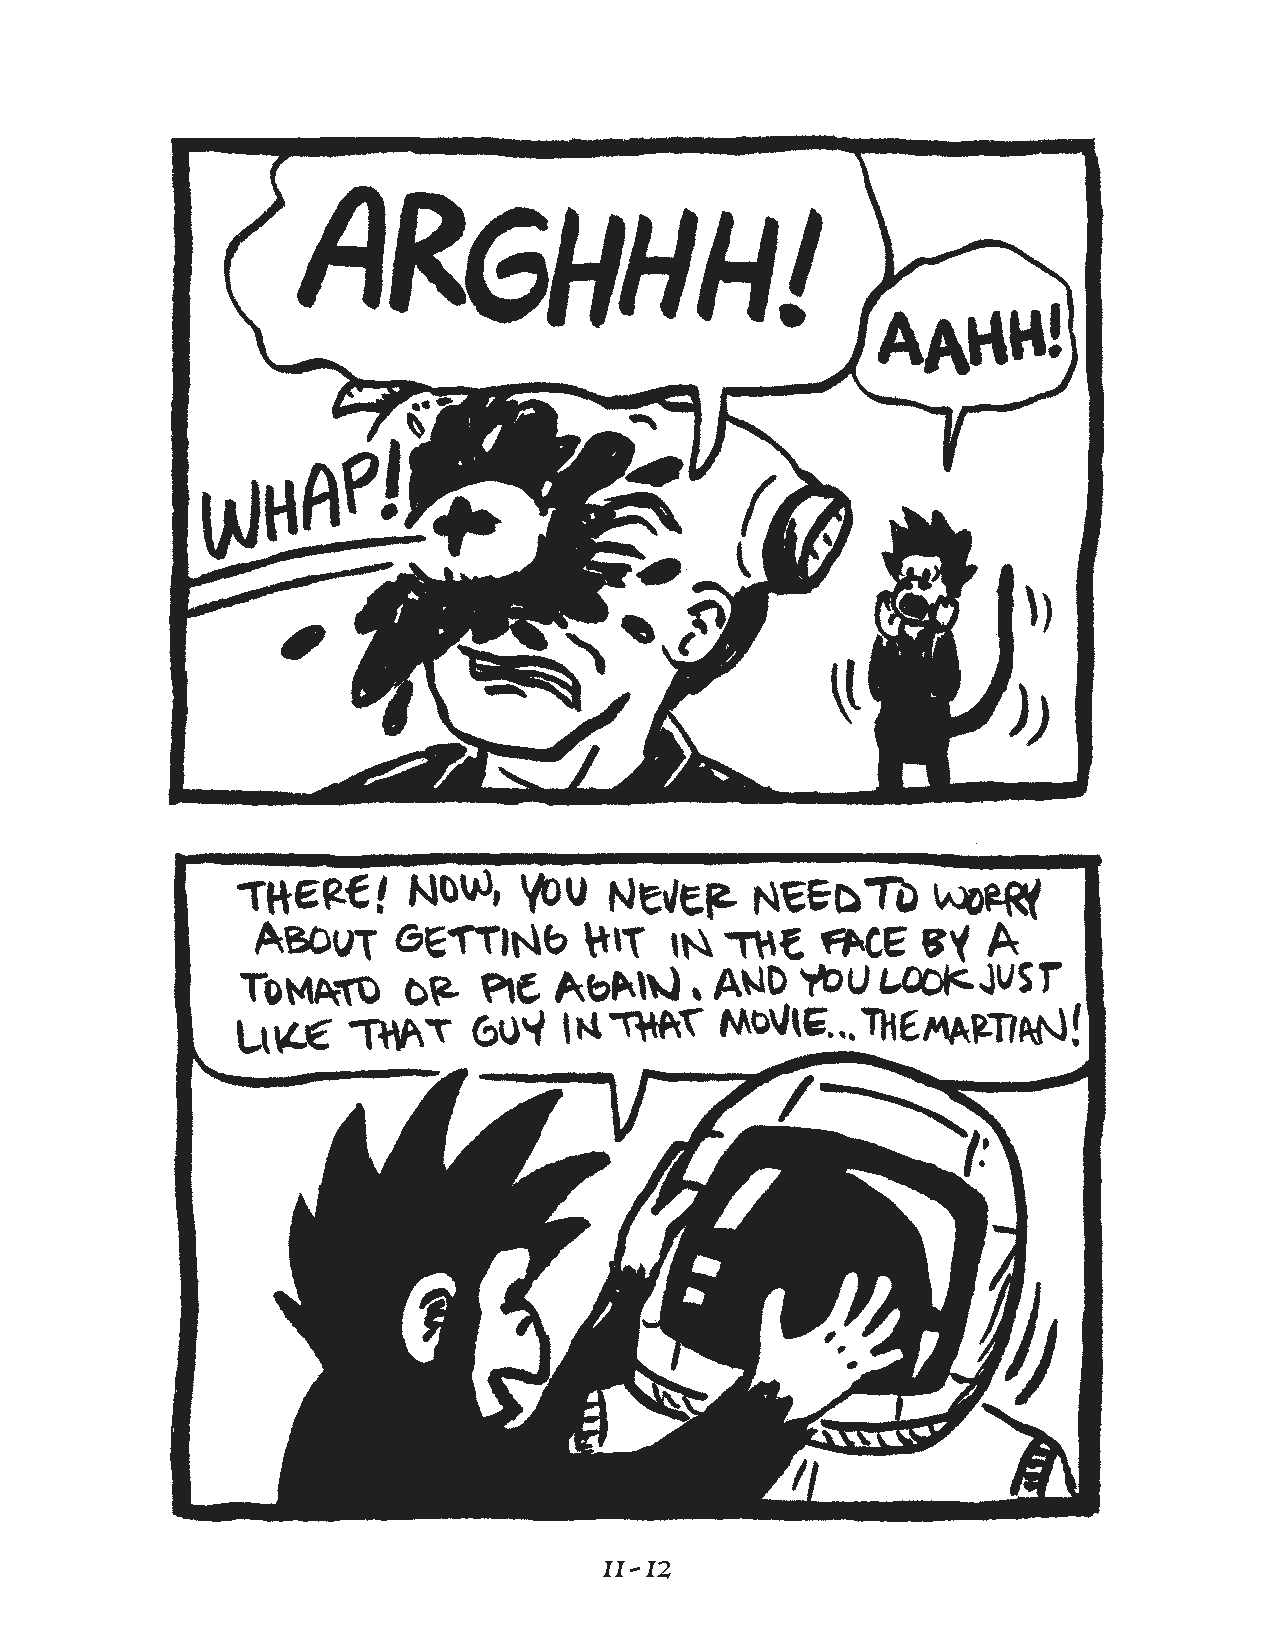 ARGHHH!
AAHH!
WHAP!
THERE! NOW, YOU NEVER NEED TO WORRY
ABOUT GETTING HIT IN THE FACE BY A
TOMATO OR PIE AGAIN. AND YOU LOOK JUST
LIKE THAT GUY IN THAT MOVIE... THE MARTIAN!
11-12